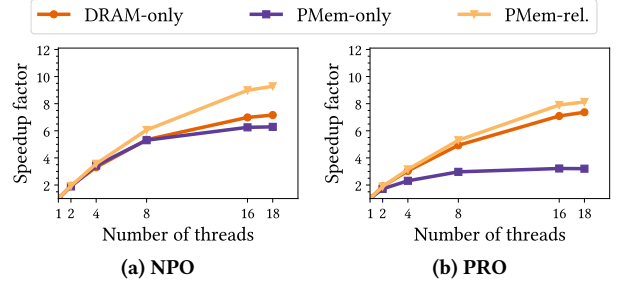 DRAM-only PMem-only PMem-rel.
12 12
10 10
8 8
6 6
4 4
2 2
Speedup factor Speedup factor
1 2 4 8 16 18 1 2 4 8 16 18
Number of threads Number of threads
(a) NPO (b) PRO